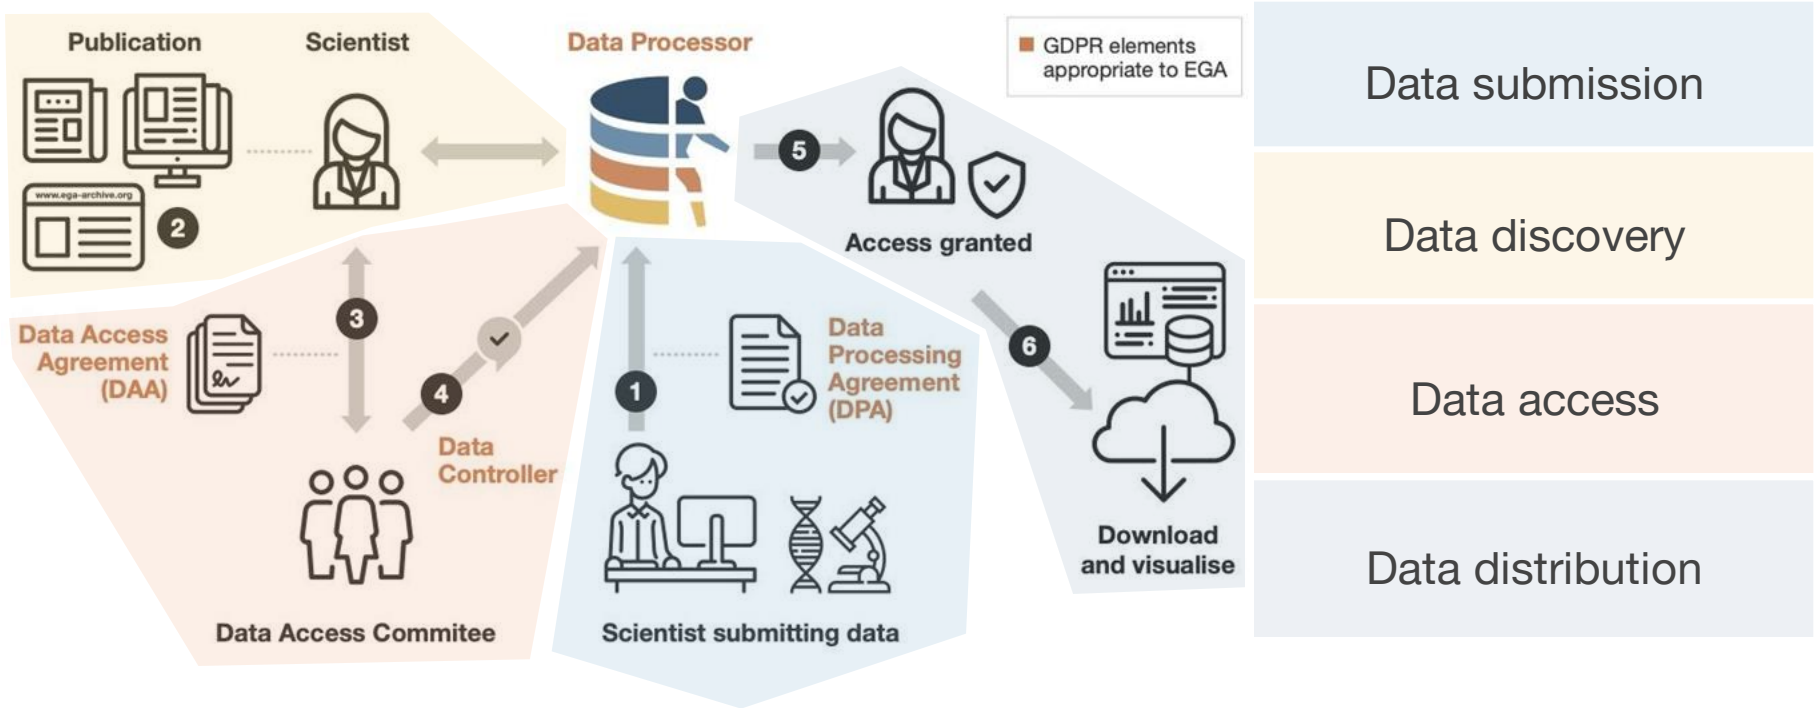 Publication
Scientist
Data Processor
GDPR elements
appropriate to EGA
www.ega-archive.org
2
5
Access granted
Data Access
Agreement
(DAA)
3
4
Data
Controller
Data Access Commitee
1
Data
Processing
Agreement
(DPA)
Scientist submitting data
6
Download
and visualise
Data submission
Data discovery
Data access
Data distribution